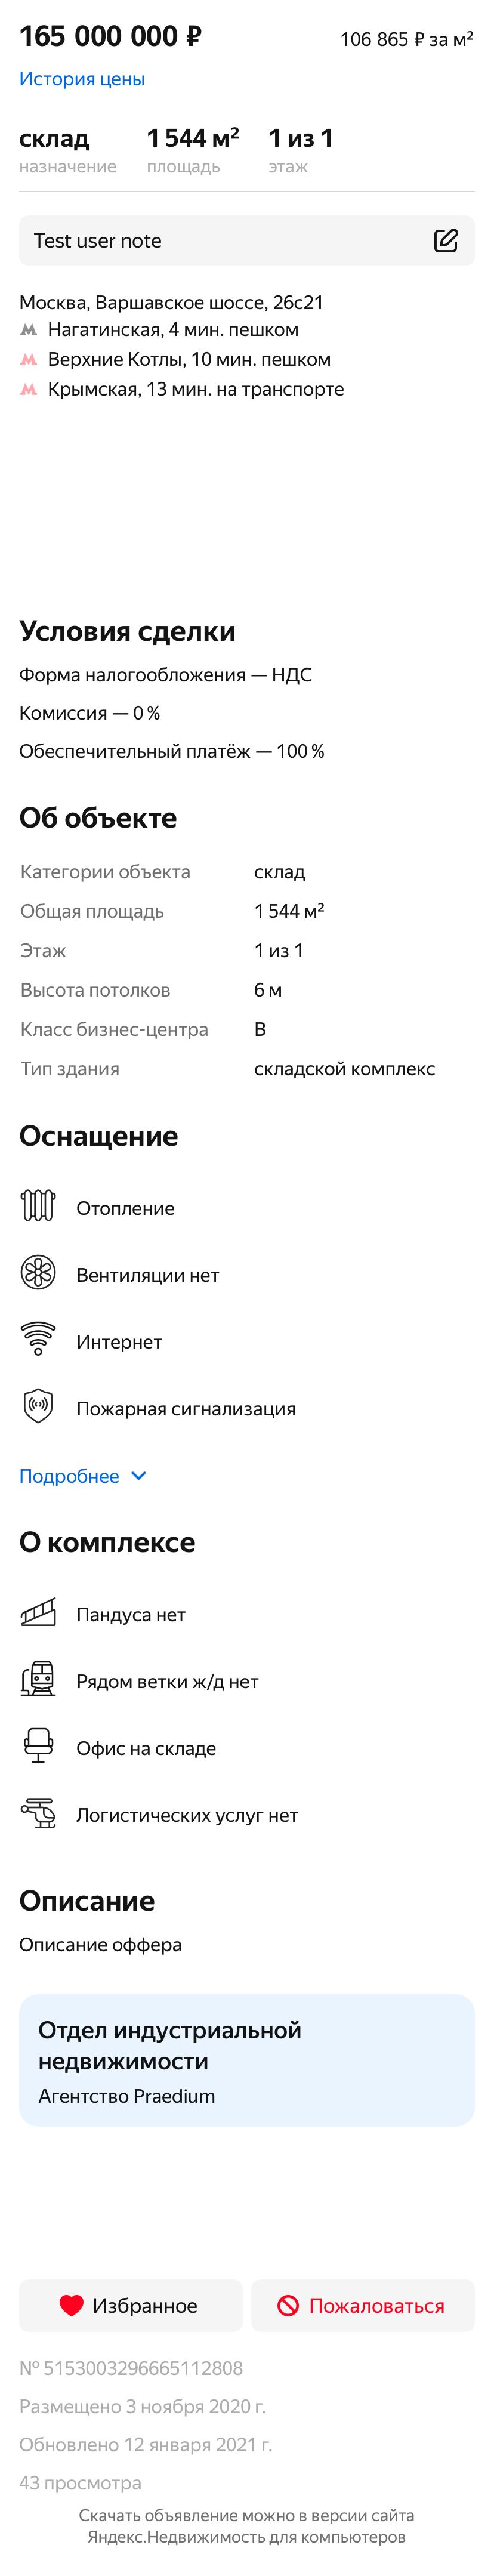 165 000 000 ₽
106 865 ₽ за м²
История цены
склад
назначение
1 544 м²
площадь
1 из 1
этаж
Test user note
Москва, Варшавское шоссе, 26с21
Нагатинская, 4 мин. пешком
Верхние Котлы, 10 мин. пешком
Крымская, 13 мин. на транспорте
Условия сделки
Форма налогообложения — НДС
Комиссия — 0 %
Обеспечительный платёж — 100 %
Об объекте
Категории объекта склад
Общая площадь 1 544 м²
Этаж 1 из 1
Высота потолков 6 м
Класс бизнес-центра B
Тип здания складской комплекс
Оснащение
Отопление
Вентиляции нет
Интернет
Пожарная сигнализация
Подробнее
О комплексе
Пандуса нет
Рядом ветки ж/д нет
Офис на складе
Логистических услуг нет
Описание
Описание оффера
Отдел индустриальной
недвижимости
Агентство Praedium
Избранное
Пожаловаться
№ 5153003296665112808
Размещено 3 ноября 2020 г.
Обновлено 12 января 2021 г.
43 просмотра
Скачать объявление можно в версии сайта
Яндекс.Недвижимость для компьютеров